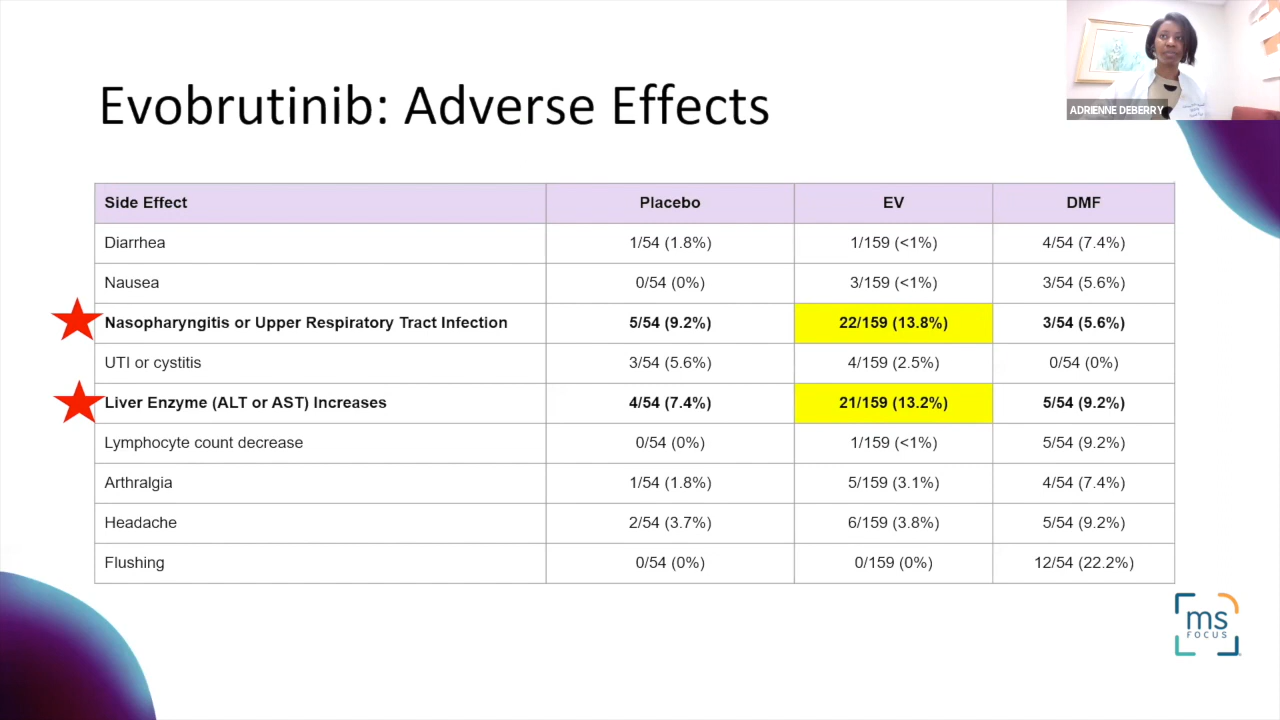 ADRIENNE DEBERRY
Evobrutinib: Adverse Effects
Side Effect Placebo EV DMF
Diarrhea 1/54 (1.8%) 1/159 (<1%) 4/54 (7.4%)
Nausea 0/54 (0%) 3/159 (<1%) 3/54 (5.6%)
Nasopharyngitis or Upper Respiratory Tract Infection 5/54 (9.2%) 22/159 (13.8%) 3/54 (5.6%)
UTI or cystitis 3/54 (5.6%) 4/159 (2.5%) 0/54 (0%)
Liver Enzyme (ALT or AST) Increases 4/54 (7.4%) 21/159 (13.2%) 5/54 (9.2%)
Lymphocyte count decrease 0/54 (0%) 1/159 (<1%) 5/54 (9.2%)
Arthralgia 1/54 (1.8%) 5/159 (3.1%) 4/54 (7.4%)
Headache 2/54 (3.7%) 6/159 (3.8%) 5/54 (9.2%)
Flushing 0/54 (0%) 0/159 (0%) 12/54 (22.2%)
ms
FOCUS